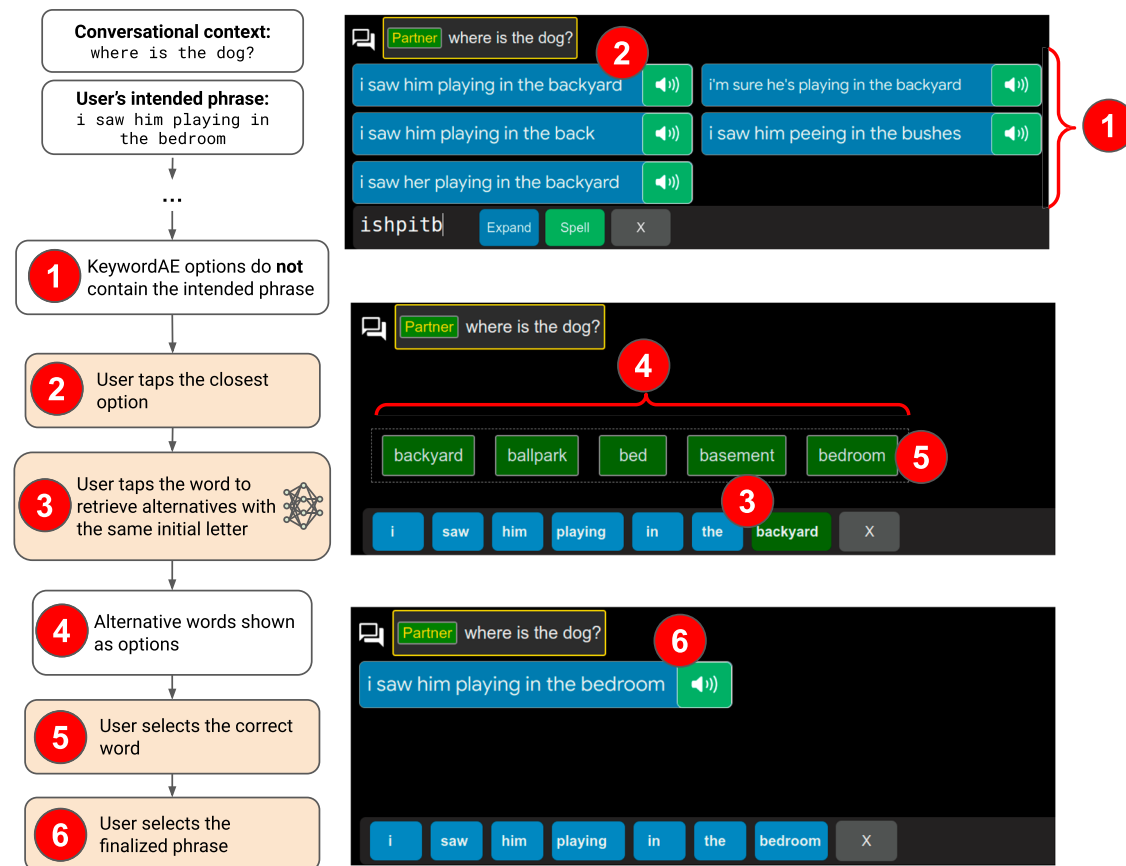 Conversational context:
where is the dog?
User's intended phrase:
i saw him playing in
the bedroom
...
1
KeywordAE options do not
contain the intended phrase
2
User taps the closest
option
3
User taps the word to
retrieve alternatives with
the same initial letter
4
Alternative words shown
as options
5
User selects the correct
word
6
User selects the
finalized phrase
Partner where is the dog?
2
i saw him playing in the backyard
i'm sure he's playing in the backyard
i saw him playing in the back
i saw him peeing in the bushes
1
i saw her playing in the backyard
ishpitb Expand Spell X
Partner where is the dog?
4
backyard ballpark bed basement bedroom
5
3
i saw him playing in the backyard X
Partner where is the dog?
6
i saw him playing in the bedroom
i saw him playing in the bedroom X